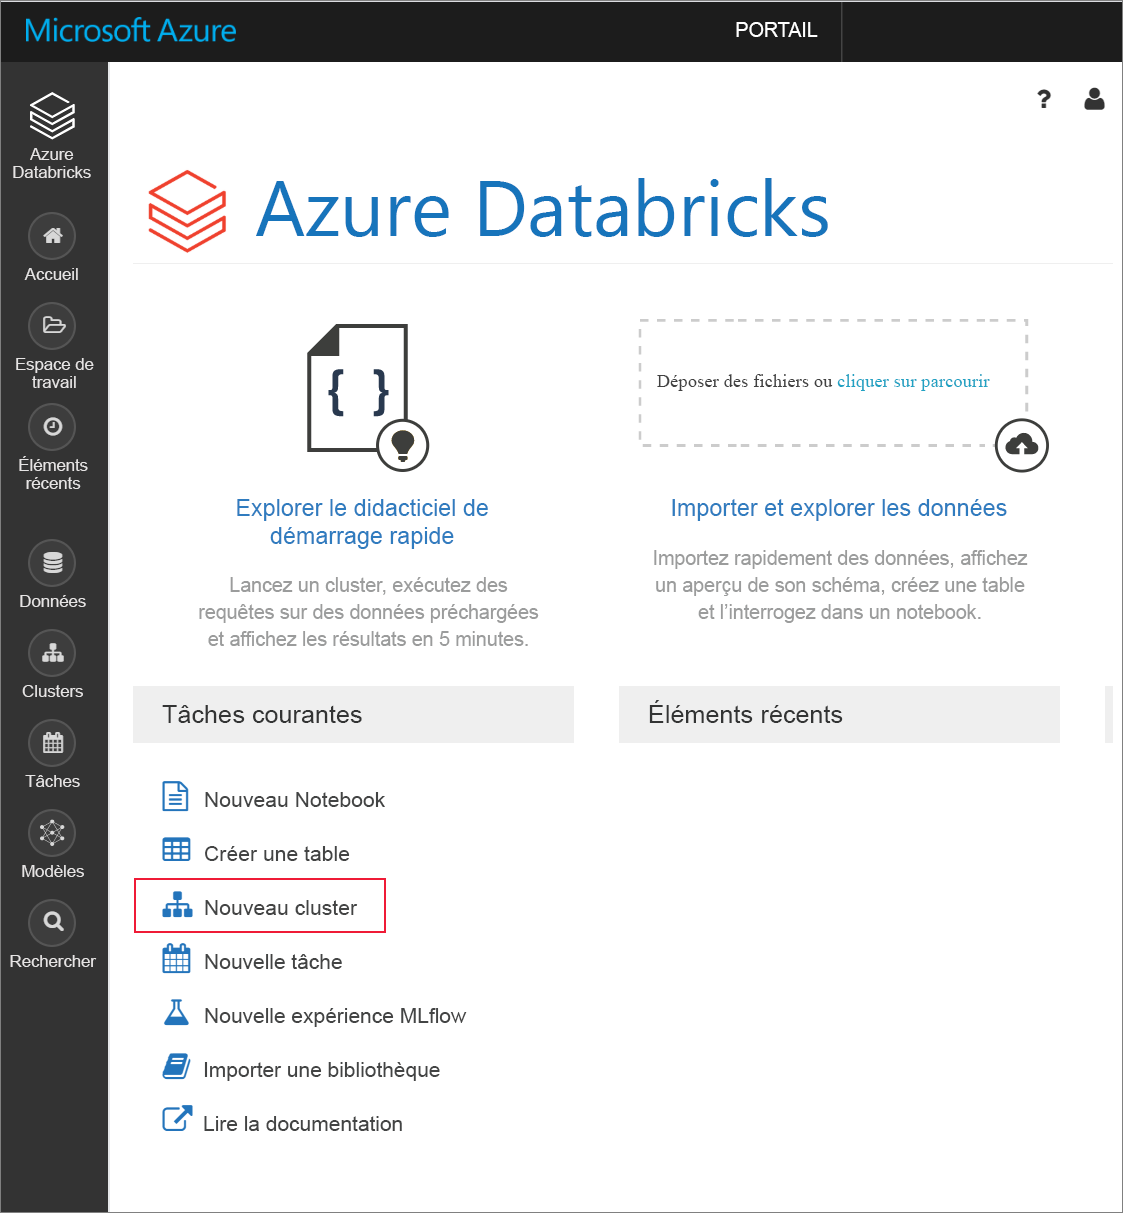 Microsoft Azure
PORTAIL
?
Azure
Databricks
Accueil
Espace de
travail
Éléments
récents
Données
Clusters
Tâches
Modèles
Rechercher
Azure Databricks
{ }
Déposer des fichiers ou cliquer sur parcourir
Explorer le didacticiel de
démarrage rapide
Lancez un cluster, exécutez des
requêtes sur des données préchargées
et affichez les résultats en 5 minutes.
Importer et explorer les données
Importez rapidement des données, affichez
un aperçu de son schéma, créez une table
et l’interrogez dans un notebook.
Tâches courantes
Nouveau Notebook
Créer une table
Nouveau cluster
Nouvelle tâche
Nouvelle expérience MLflow
Importer une bibliothèque
Lire la documentation
Éléments récents